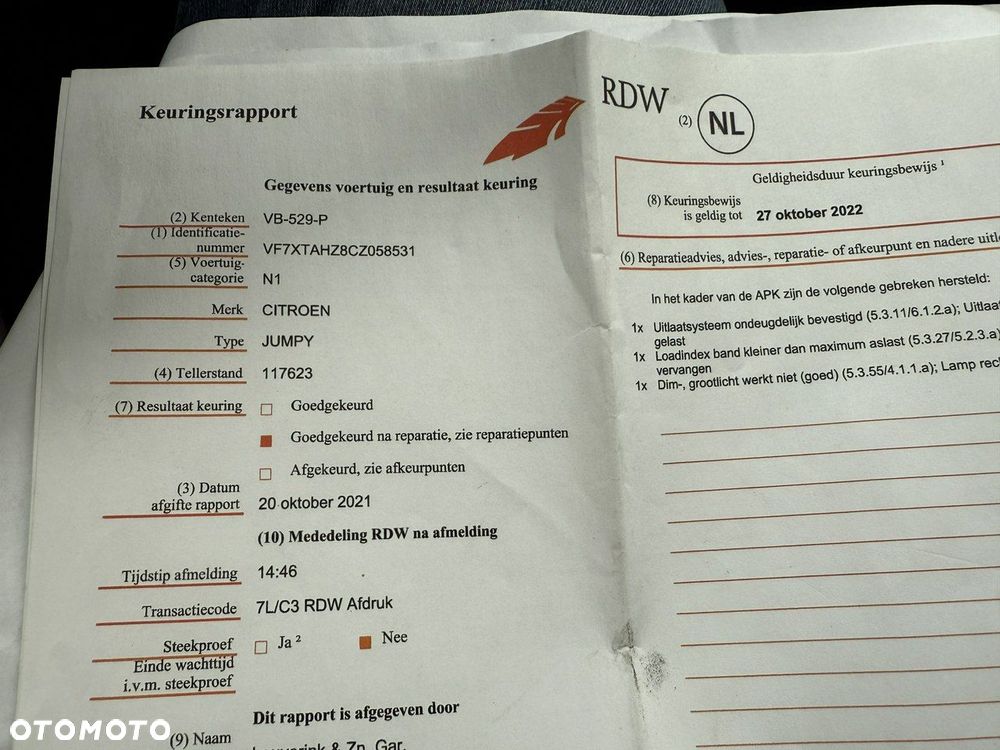 Keuringsrapport
Gegevens voertuig en resultaat keuring
(2) Kenteken VB-529-P
(1) Identificatie-
nummer VF7XTAHZ8CZ058531
(5) Voertuig-
categorie N1
Merk CITROEN
Type JUMPY
(4) Tellerstand 117623
(7) Resultaat keuring Goedgekeurd
Goedgekeurd na reparatie, zie reparatiepunten
Afgekeurd, zie afkeurpunten
(3) Datum
afgifte rapport 20 oktober 2021
(10) Mededeling RDW na afmelding
Tijdstip afmelding 14:46
Transactiecode 7L/C3 RDW Afdruk
Steekproef Ja ² Nee
Einde wachttijd
i.v.m. steekproef
Dit rapport is afgegeven door
(9) Naam
& Zn. Gar.
RDW (2) NL
Geldigheidsduur keuringsbewijs ¹
(8) Keuringsbewijs
is geldig tot 27 oktober 2022
(6) Reparatieadvies, advies-, reparatie- of afkeurpunt en nadere
In het kader van de APK zijn de volgende gebreken hersteld:
1x Uitlaatsysteem ondeugdelijk bevestigd (5.3.11/6.1.2.a);
gelast
1x Loadindex band kleiner dan maximum aslast (5.3.27/5.2.3.a)
vervangen
1x Dim-, grootlicht werkt niet (goed) (5.3.55/4.1.1.a); Lamp
OTOMOTO